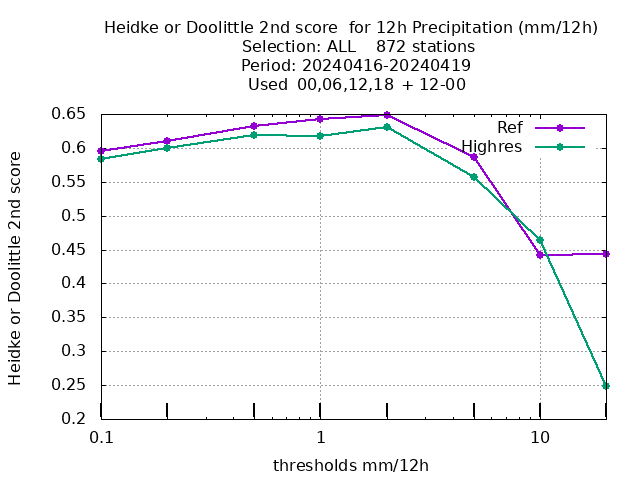 Heidke or Doolittle 2nd score  for 12h Precipitation (mm/12h)
Selection: ALL    872 stations
Period: 20240416-20240419
Used  00,06,12,18  + 12-00
Ref
Highres
Heidke or Doolittle 2nd score
0.65
0.6
0.55
0.5
0.45
0.4
0.35
0.3
0.25
0.2
0.1
1
10
thresholds mm/12h